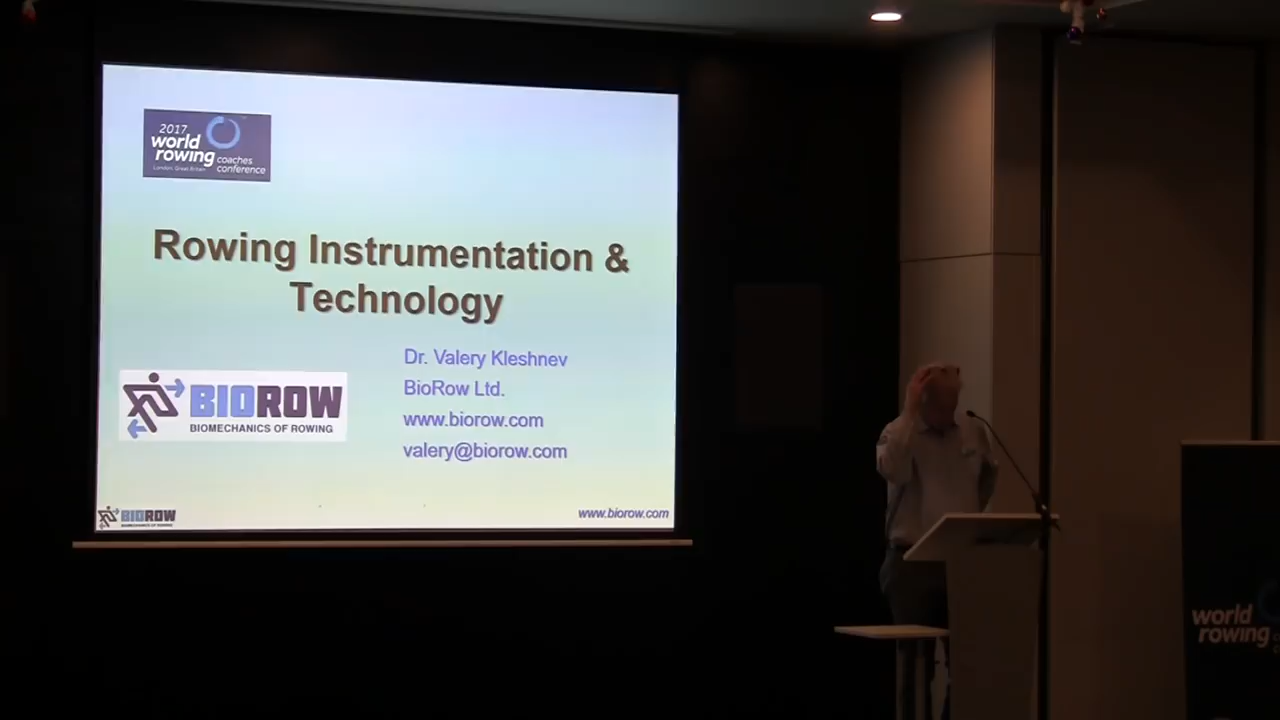 2017
world
rowing
coaches
conference
London, Great Britain
Rowing Instrumentation &
Technology
Dr. Valery Kleshnev
BioRow Ltd.
www.biorow.com
valery@biorow.com
BIOROW
BIOMECHANICS OF ROWING
BIOROW
BIOMECHANICS OF ROWING
www.biorow.com
world
rowing